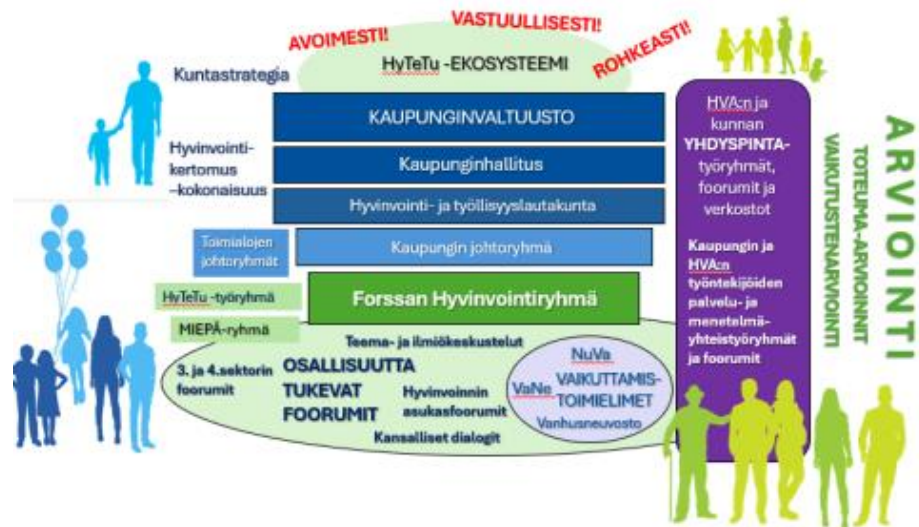 AVOIMESTI!
VASTUULLISESTI!
ROHKEASTI!
HyTeTu -EKOSYSTEEMI
Kuntastrategia
KAUPUNGINVALTUUSTO
Hyvinvointi-
kertomus
–kokonaisuus
Kaupunginhallitus
Hyvinvointi- ja työllisyyslautakunta
Toimialojen
johtoryhmät
Kaupungin johtoryhmä
HyTeTu -työryhmä
Forssan Hyvinvointiryhmä
MIEPÄ-ryhmä
Teema- ja ilmiökeskustelut
3. ja 4.sektorin
foorumit
OSALLISUUTTA
TUKEVAT
FOORUMIT
Hyvinvoinnin
asukasfoorumit
Kansalliset dialogit
NuVa
VaNe
VAIKUTTAMIS-
TOIMIELIMET
Vanhusneuvosto
HVA:n ja
kunnan
YHDYSPINTA-
työryhmät,
foorumit ja
verkostot
Kaupungin ja
HVA:n
työntekijöiden
palvelu- ja
menetelmä-
yhteistyöryhmät
ja foorumit
ARVIOINTI
TOTEUMA-ARVIOINNIT
VAIKUTUSTENARVIOINTI